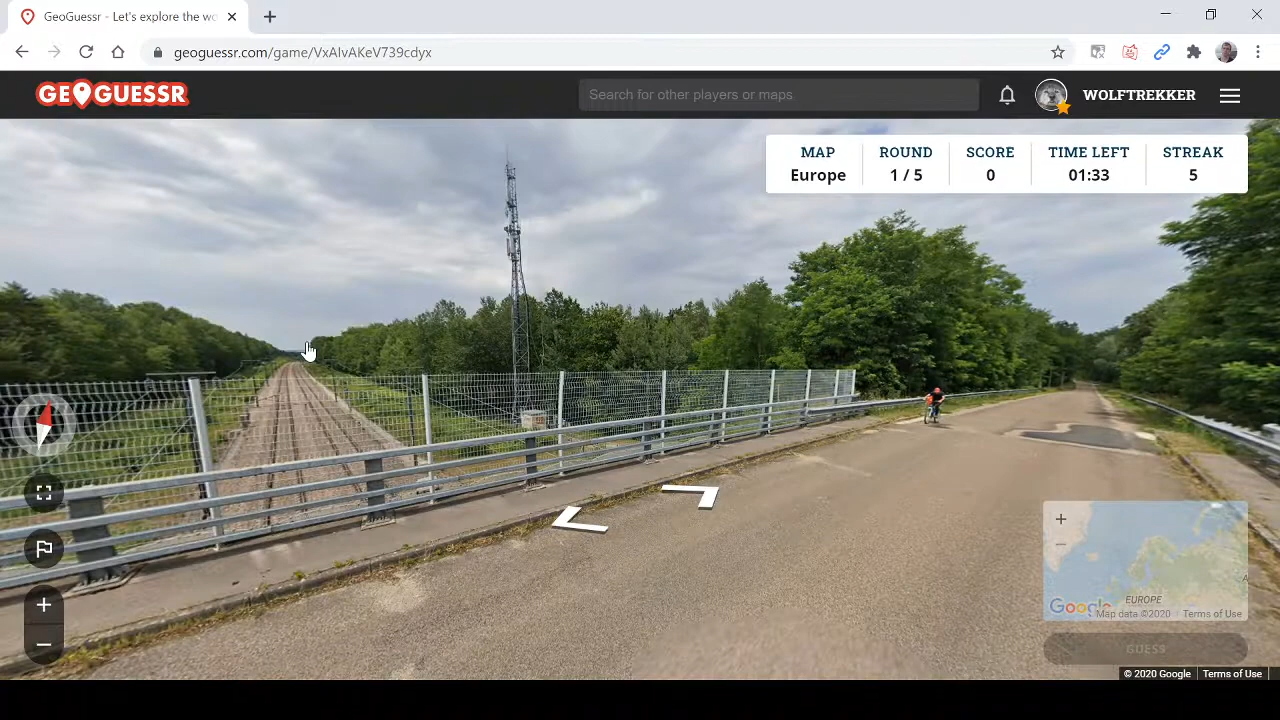 GeoGuessr - Let's explore the wo
geoguessr.com/game/VxAIvAKeV739cdyx
GEOGUESSR
Search for other players or maps
WOLFTREKKER
MAP ROUND SCORE TIME LEFT STREAK
Europe 1 / 5 0 01:33 5
EUROPE
Google
Map data ©2020 Terms of Use
GUESS
© 2020 Google Terms of Use